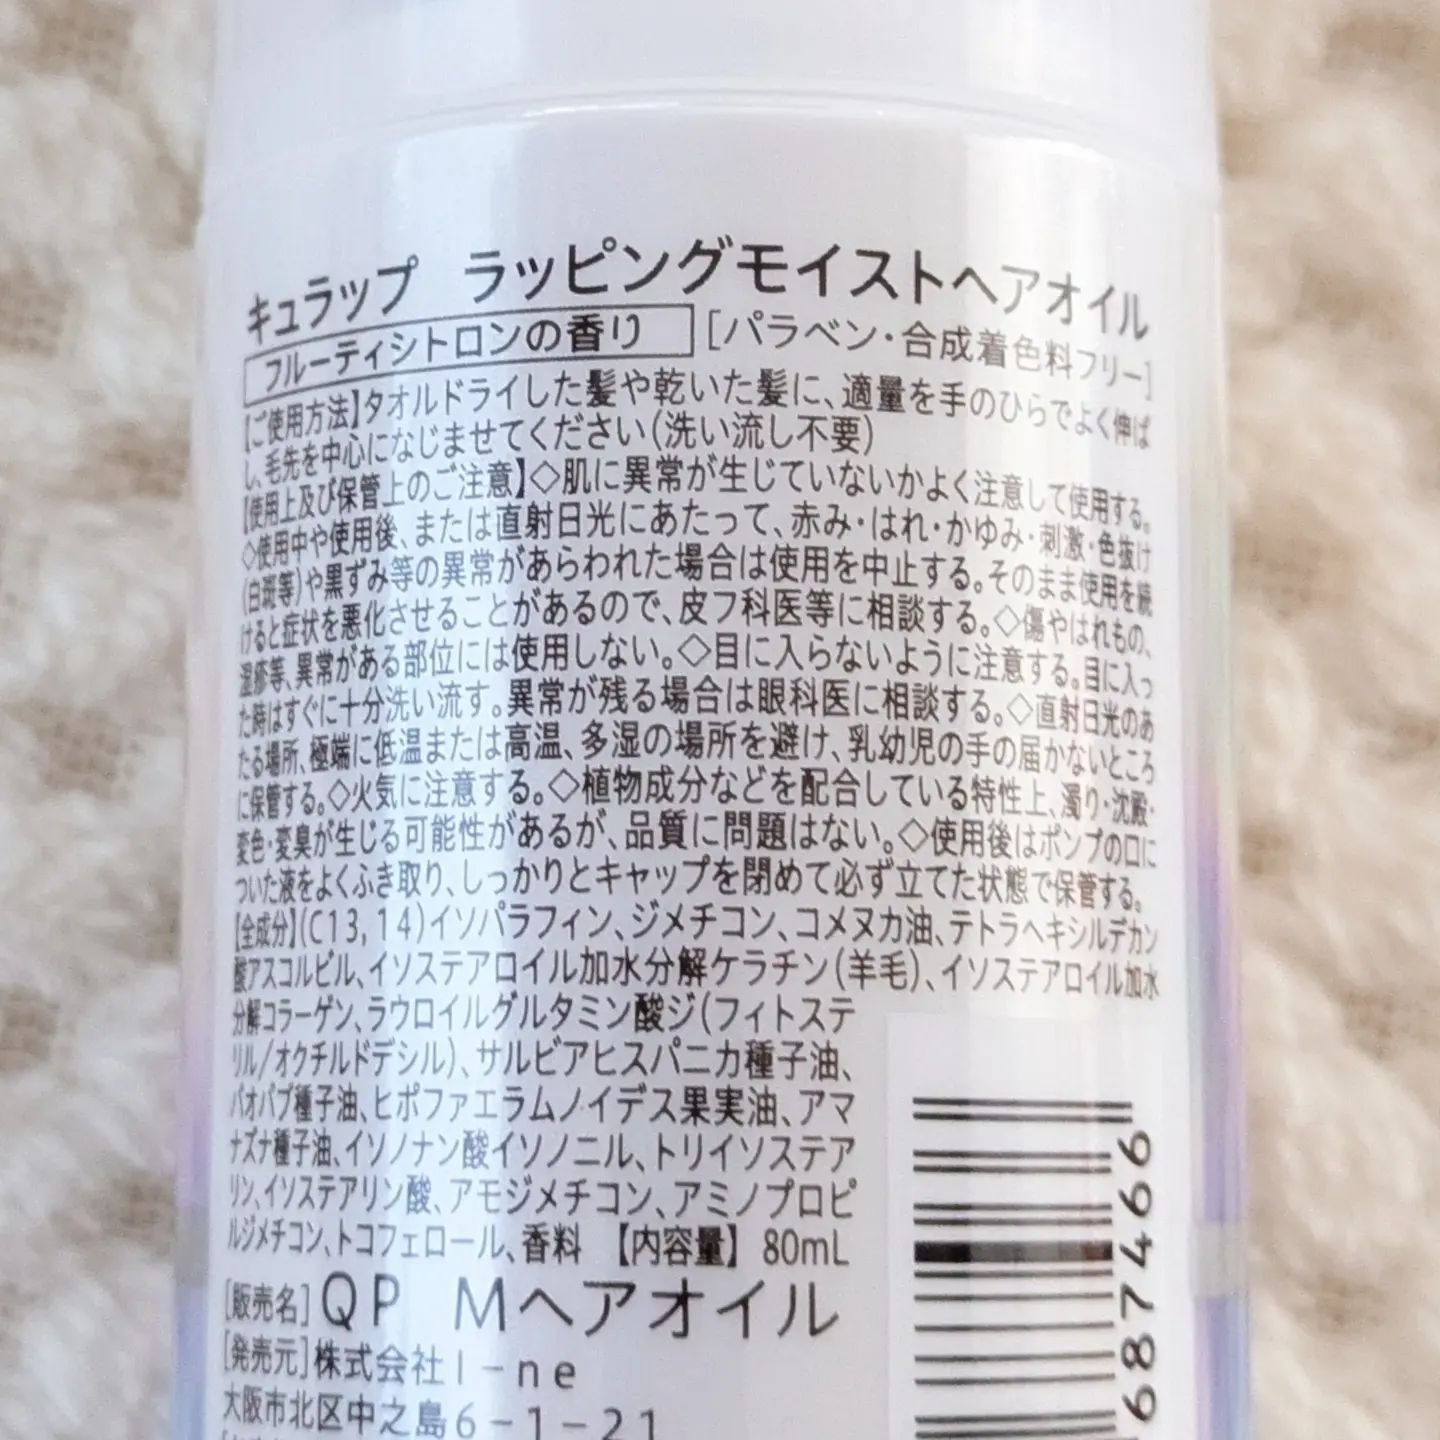 キュラップ ラッピングモイストヘアオイル
フルーティシトロンの香り [パラベン・合成着色料フリー]
【ご使用方法】タオルドライした髪や乾いた髪に、適量を手のひらでよく伸ば
し、毛先を中心になじませてください(洗い流し不要)
【使用上及び保管上のご注意】◇肌に異常が生じていないかよく注意して使用する。
◇使用中や使用後、または直射日光にあたって、赤み・はれ・かゆみ・刺激・色抜け
(白斑等)や黒ずみ等の異常があらわれた場合は使用を中止する。そのまま使用を続
けると症状を悪化させることがあるので、皮フ科医等に相談する。◇傷やはれもの、
湿疹等、異常がある部位には使用しない。◇目に入らないように注意する。目に入っ
た時はすぐに十分洗い流す。異常が残る場合は眼科医に相談する。◇直射日光のあ
たる場所、極端に低温または高温、多湿の場所を避け、乳幼児の手の届かないところ
に保管する。◇火気に注意する。◇植物成分などを配合している特性上、濁り・沈殿・
変色・変臭が生じる可能性があるが、品質に問題はない。◇使用後はポンプの口に
ついた液をよくふき取り、しっかりとキャップを閉めて必ず立てた状態で保管する。
【全成分】(C13,14)イソパラフィン、ジメチコン、コメヌカ油、テトラヘキシルデカン
酸アスコルビル、イソステアロイル加水分解ケラチン(羊毛)、イソステアロイル加水
分解コラーゲン、ラウロイルグルタミン酸ジ(フィトステ
リル/オクチルドデシル)、サルビアヒスパニカ種子油、
バオバブ種子油、ヒポファエラムノイデス果実油、アマ
ナズナ種子油、イソノナン酸イソノニル、トリイソステア
リン、イソステアリン酸、アモジメチコン、アミノプロピ
ルジメチコン、トコフェロール、香料 【内容量】80mL
[販売名]QP Mヘアオイル
[発売元]株式会社I-ne
大阪市北区中之島6-1-21
687466